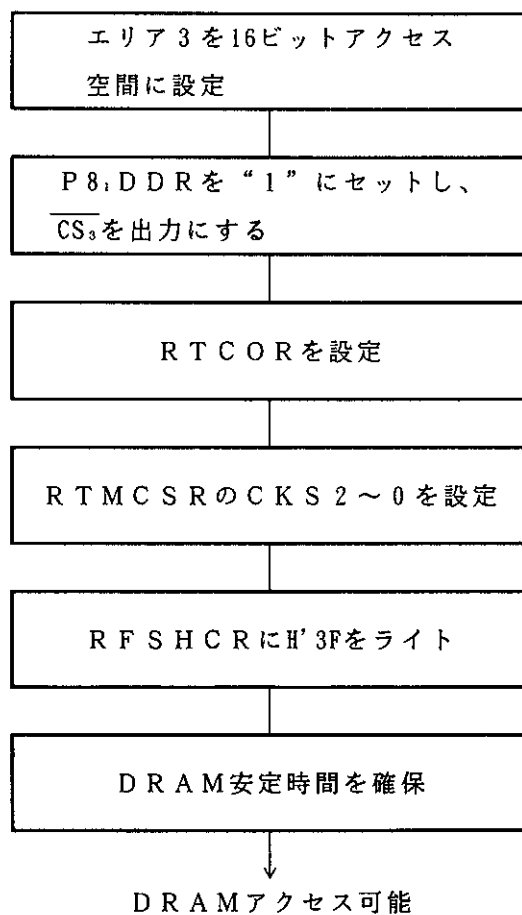 エリア3を16ビットアクセス
空間に設定
P8₁DDRを“1”にセットし、
CS₃を出力にする
RTCORを設定
RTMCSRのCKS2～0を設定
RFSHCRにH'3Fをライト
DRAM安定時間を確保
DRAMアクセス可能